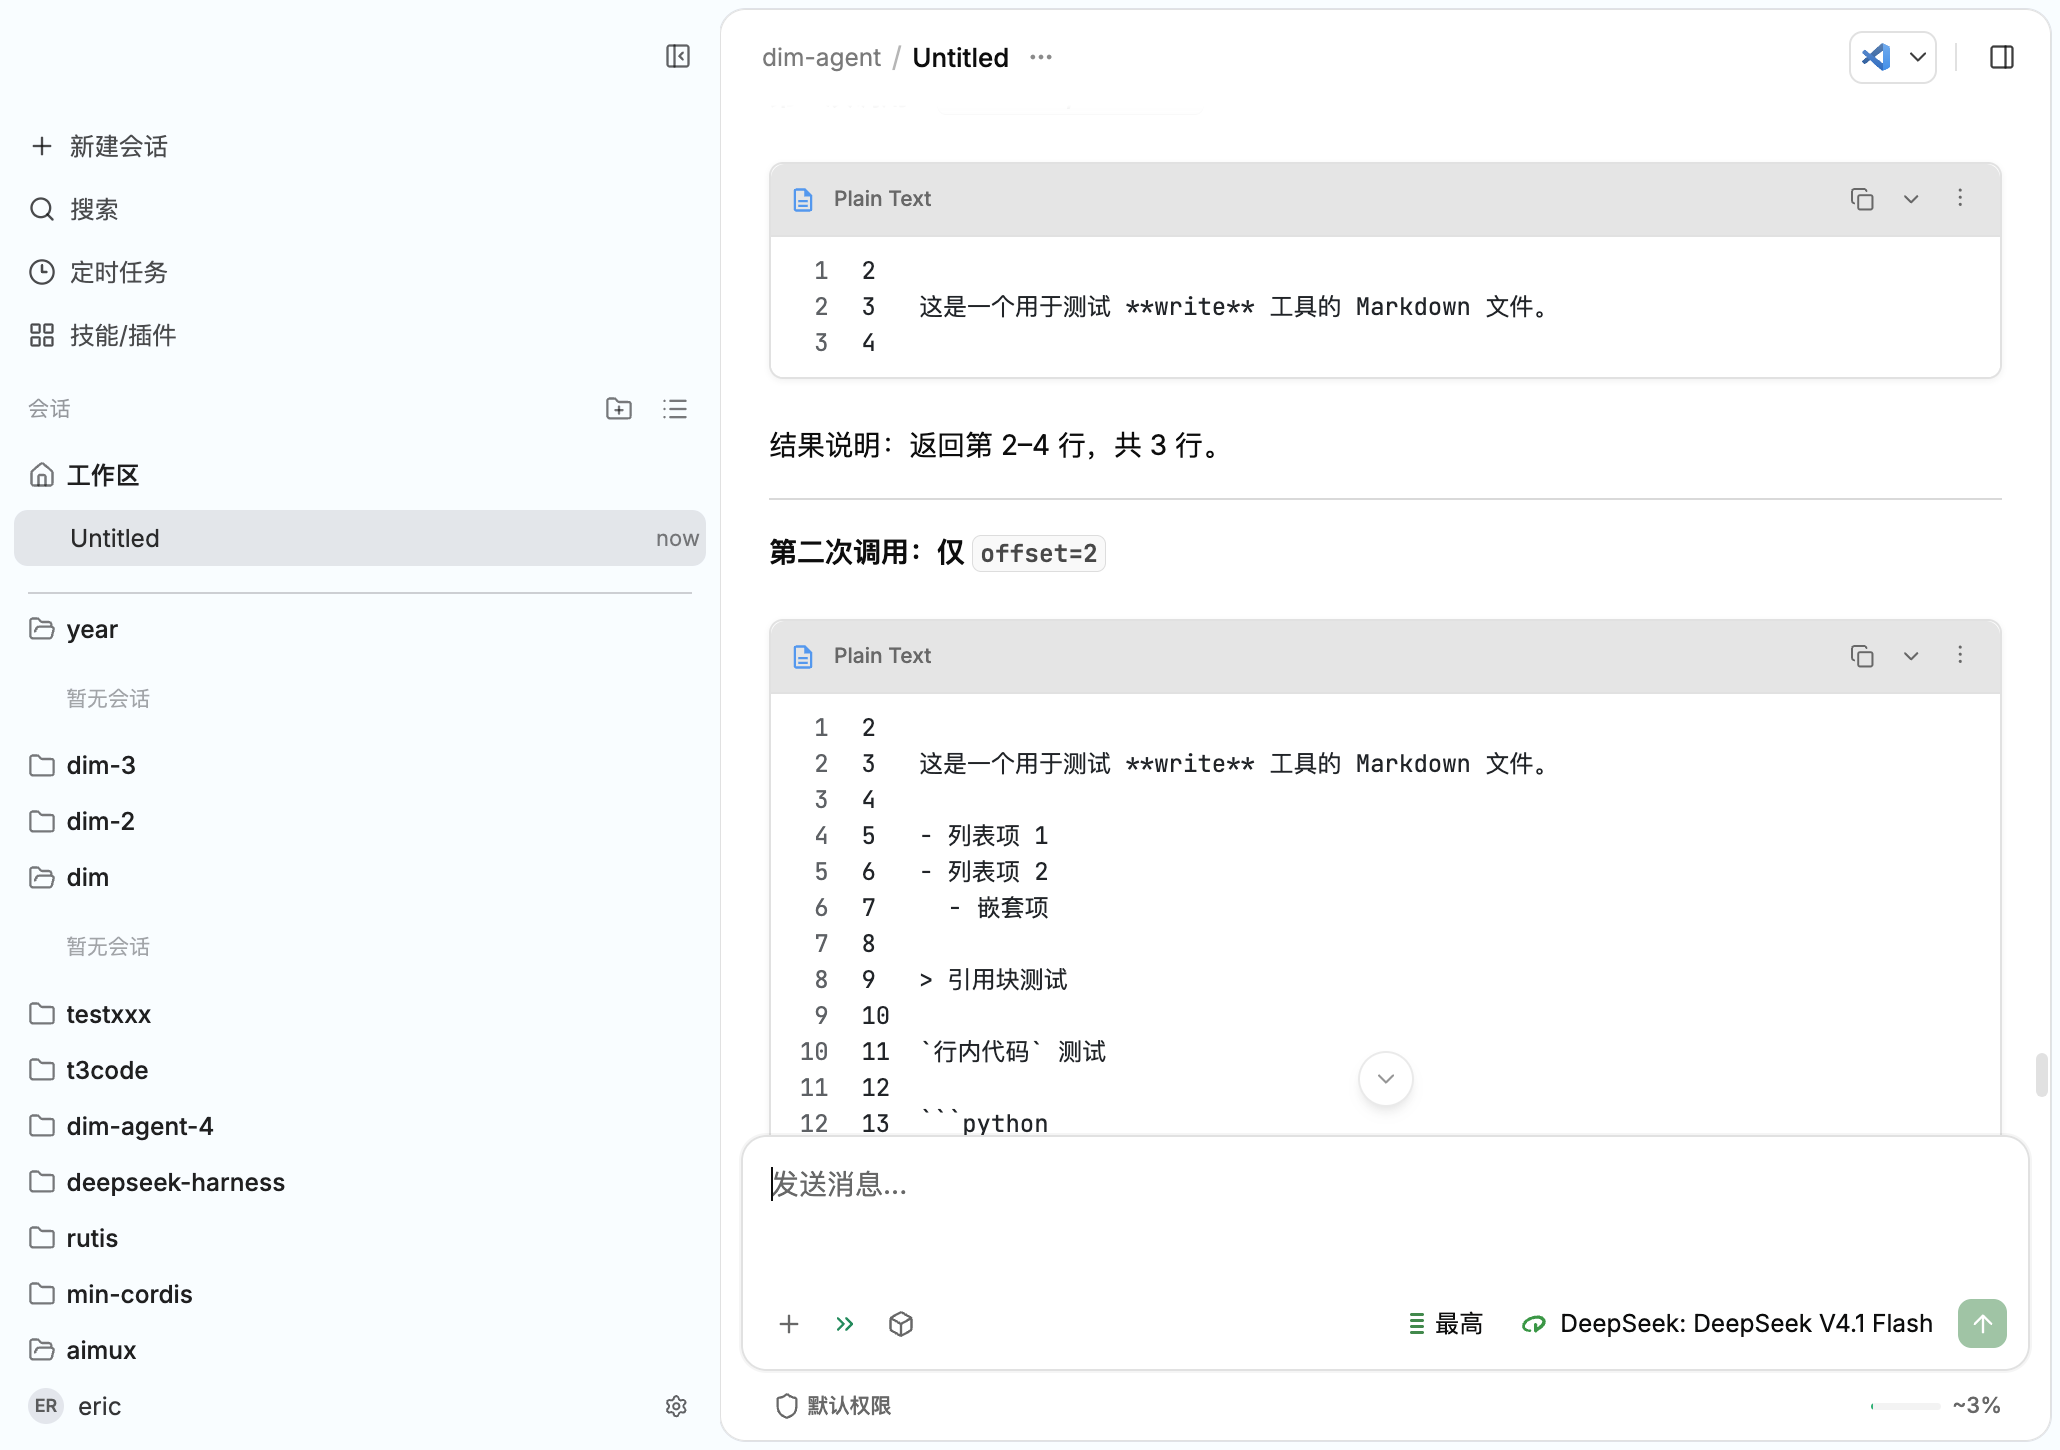 新建会话
搜索
定时任务
技能/插件
会话
工作区
Untitled now
year
暂无会话
dim-3
dim-2
dim
暂无会话
testxxx
t3code
dim-agent-4
deepseek-harness
rutis
min-cordis
aimux
ER eric
dim-agent / Untitled ···
Plain Text
1 2
2 3 这是一个用于测试 **write** 工具的 Markdown 文件。
3 4
结果说明：返回第 2–4 行，共 3 行。
第二次调用：仅 offset=2
Plain Text
1 2
2 3 这是一个用于测试 **write** 工具的 Markdown 文件。
3 4
4 5 - 列表项 1
5 6 - 列表项 2
6 7   - 嵌套项
7 8
8 9 > 引用块测试
9 10
10 11 `行内代码` 测试
11 12
12 13 ```python
发送消息...
最高 DeepSeek: DeepSeek V4.1 Flash
默认权限 ~3%